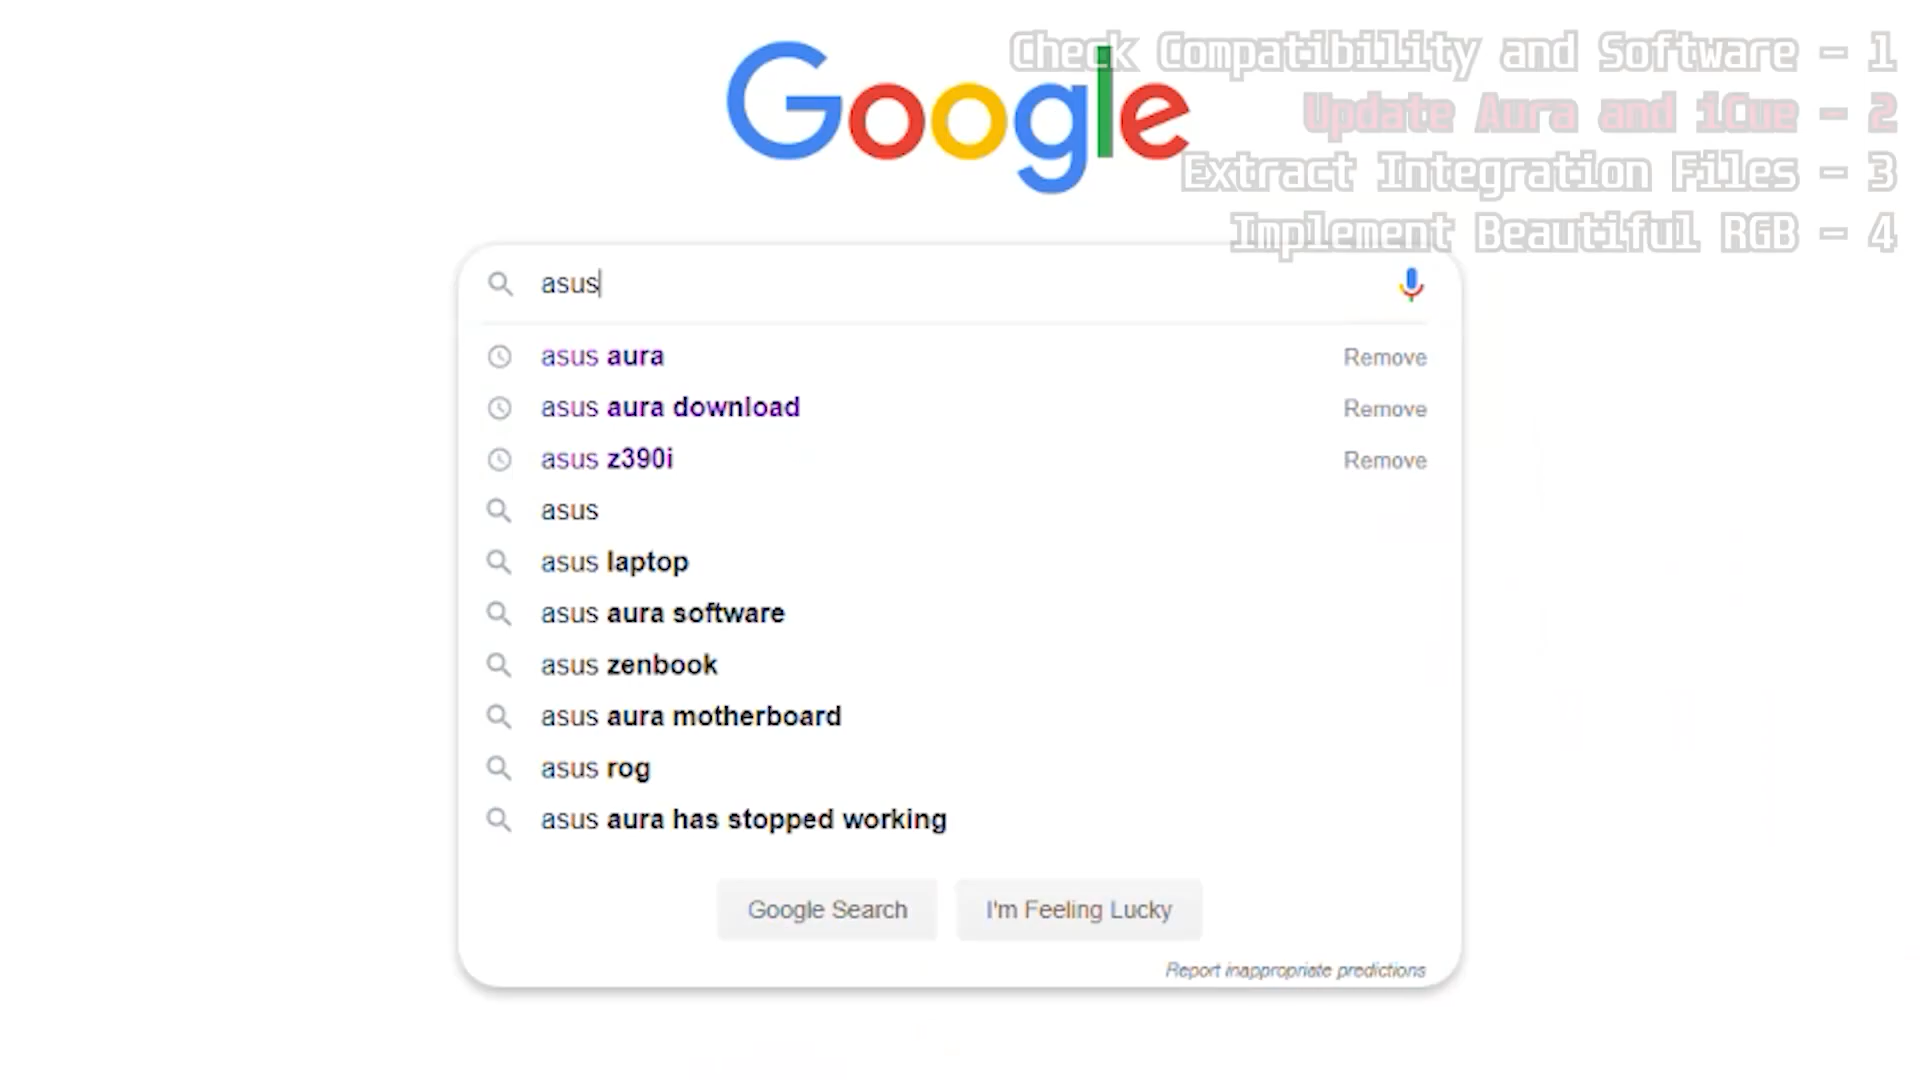 Google
Check Compatibility and Software - 1
Update Aura and iCue - 2
Extract Integration Files - 3
Implement Beautiful RGB - 4
asus
asus aura Remove
asus aura download Remove
asus z390i Remove
asus
asus laptop
asus aura software
asus zenbook
asus aura motherboard
asus rog
asus aura has stopped working
Google Search I'm Feeling Lucky
Report inappropriate predictions